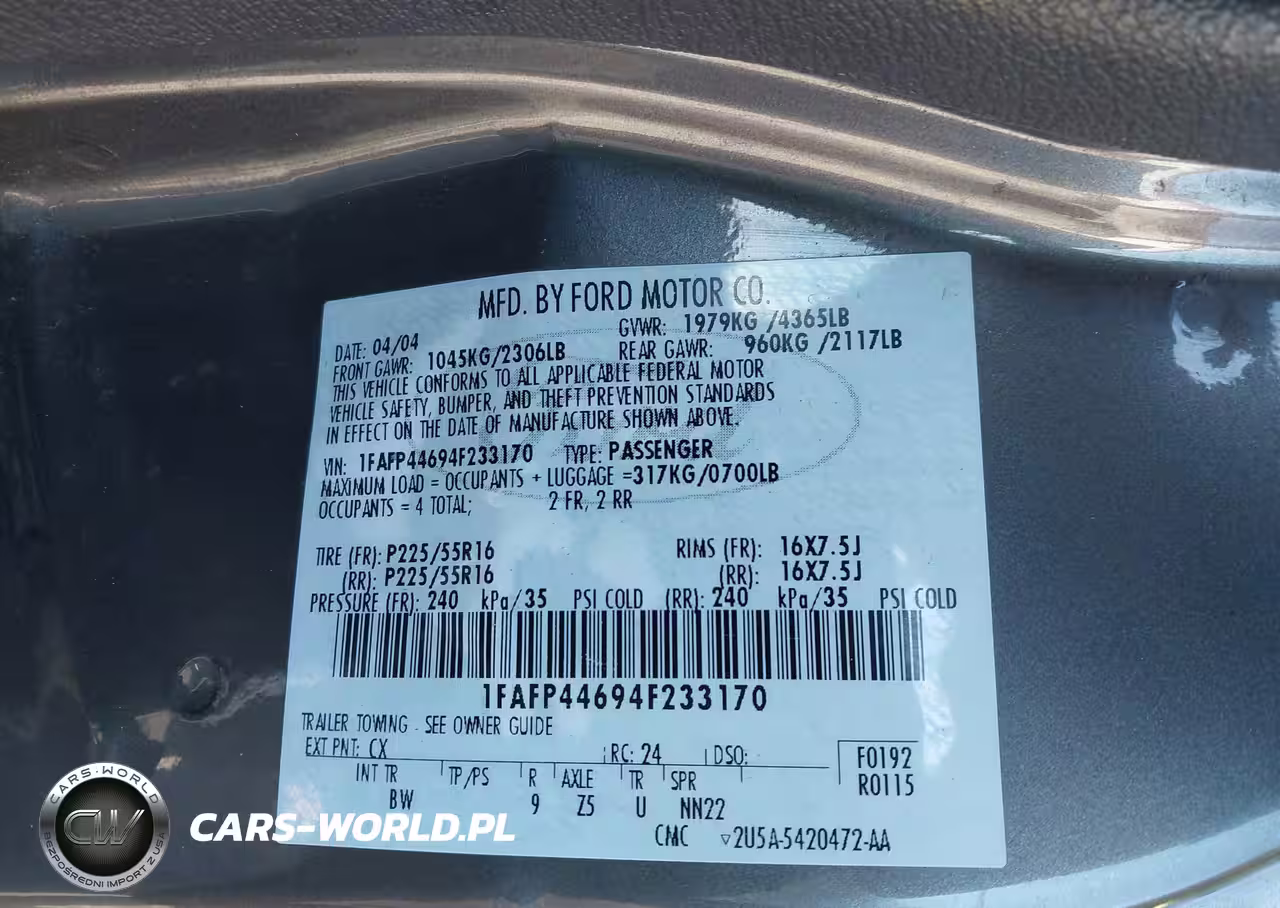 MFD. BY FORD MOTOR CO.
DATE: 04/04 GVWR: 1979KG /4365LB
FRONT GAWR: 1045KG/2306LB REAR GAWR: 960KG /2117LB
THIS VEHICLE CONFORMS TO ALL APPLICABLE FEDERAL MOTOR
VEHICLE SAFETY, BUMPER, AND THEFT PREVENTION STANDARDS
IN EFFECT ON THE DATE OF MANUFACTURE SHOWN ABOVE.
VIN: 1FAFP44694F233170 TYPE: PASSENGER
MAXIMUM LOAD = OCCUPANTS + LUGGAGE =317KG/0700LB
OCCUPANTS = 4 TOTAL; 2 FR, 2 RR
TIRE (FR): P225/55R16 RIMS (FR): 16X7.5J
(RR): P225/55R16 (RR): 16X7.5J
PRESSURE (FR): 240 kPa/35 PSI COLD (RR): 240 kPa/35 PSI COLD
1FAFP44694F233170
TRAILER TOWING - SEE OWNER GUIDE
EXT PNT: CX RC: 24 DSO: F0192
INT TR TP/PS R AXLE TR SPR R0115
BW 9 Z5 U NN22
CMC ▽2U5A-5420472-AA
CARS-WORLD
CW
BEZPOŚREDNI IMPORT Z USA
CARS-WORLD.PL